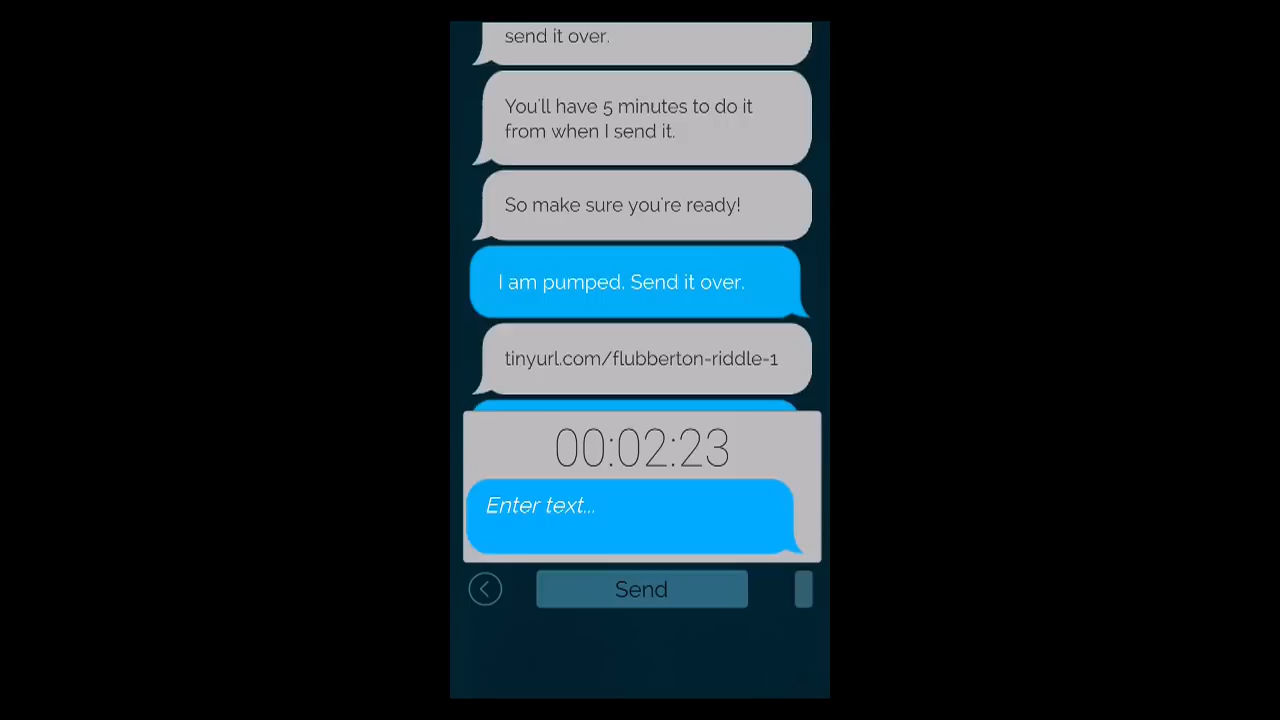 send it over.
You'll have 5 minutes to do it
from when I send it.
So make sure you're ready!
I am pumped. Send it over.
tinyurl.com/flubberton-riddle-1
00:02:23
Enter text...
Send